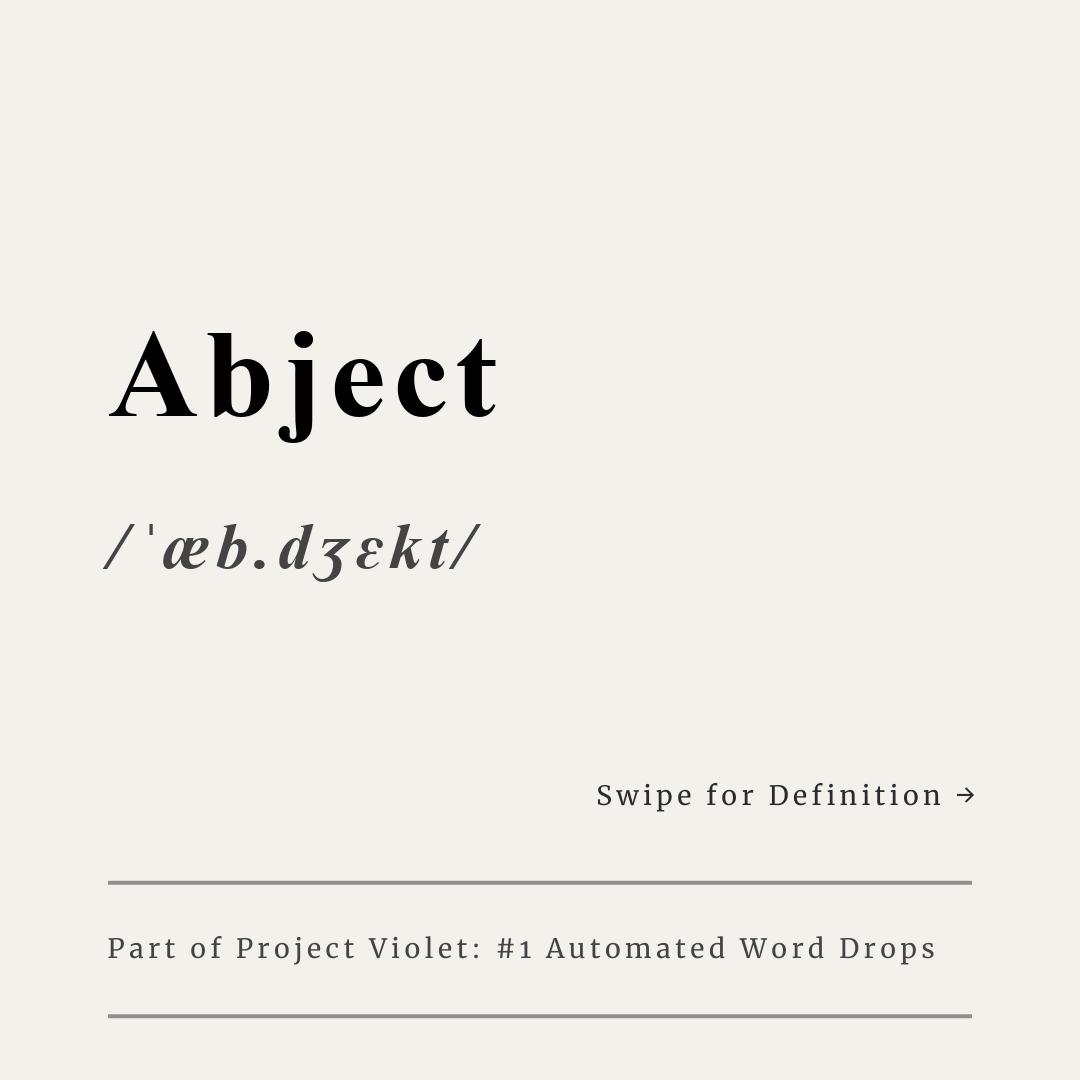 Abject
/ˈæb.dʒɛkt/
Swipe for Definition →
Part of Project Violet: #1 Automated Word Drops